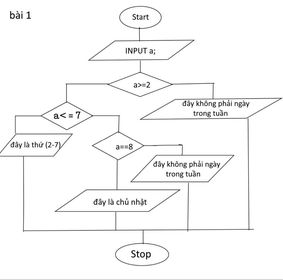 bài 1
Start
INPUT a;
a>=2
a< = 7
đây không phải ngày
trong tuần
đây là thứ (2-7)
a==8
đây không phải ngày
trong tuần
đây là chủ nhật
Stop